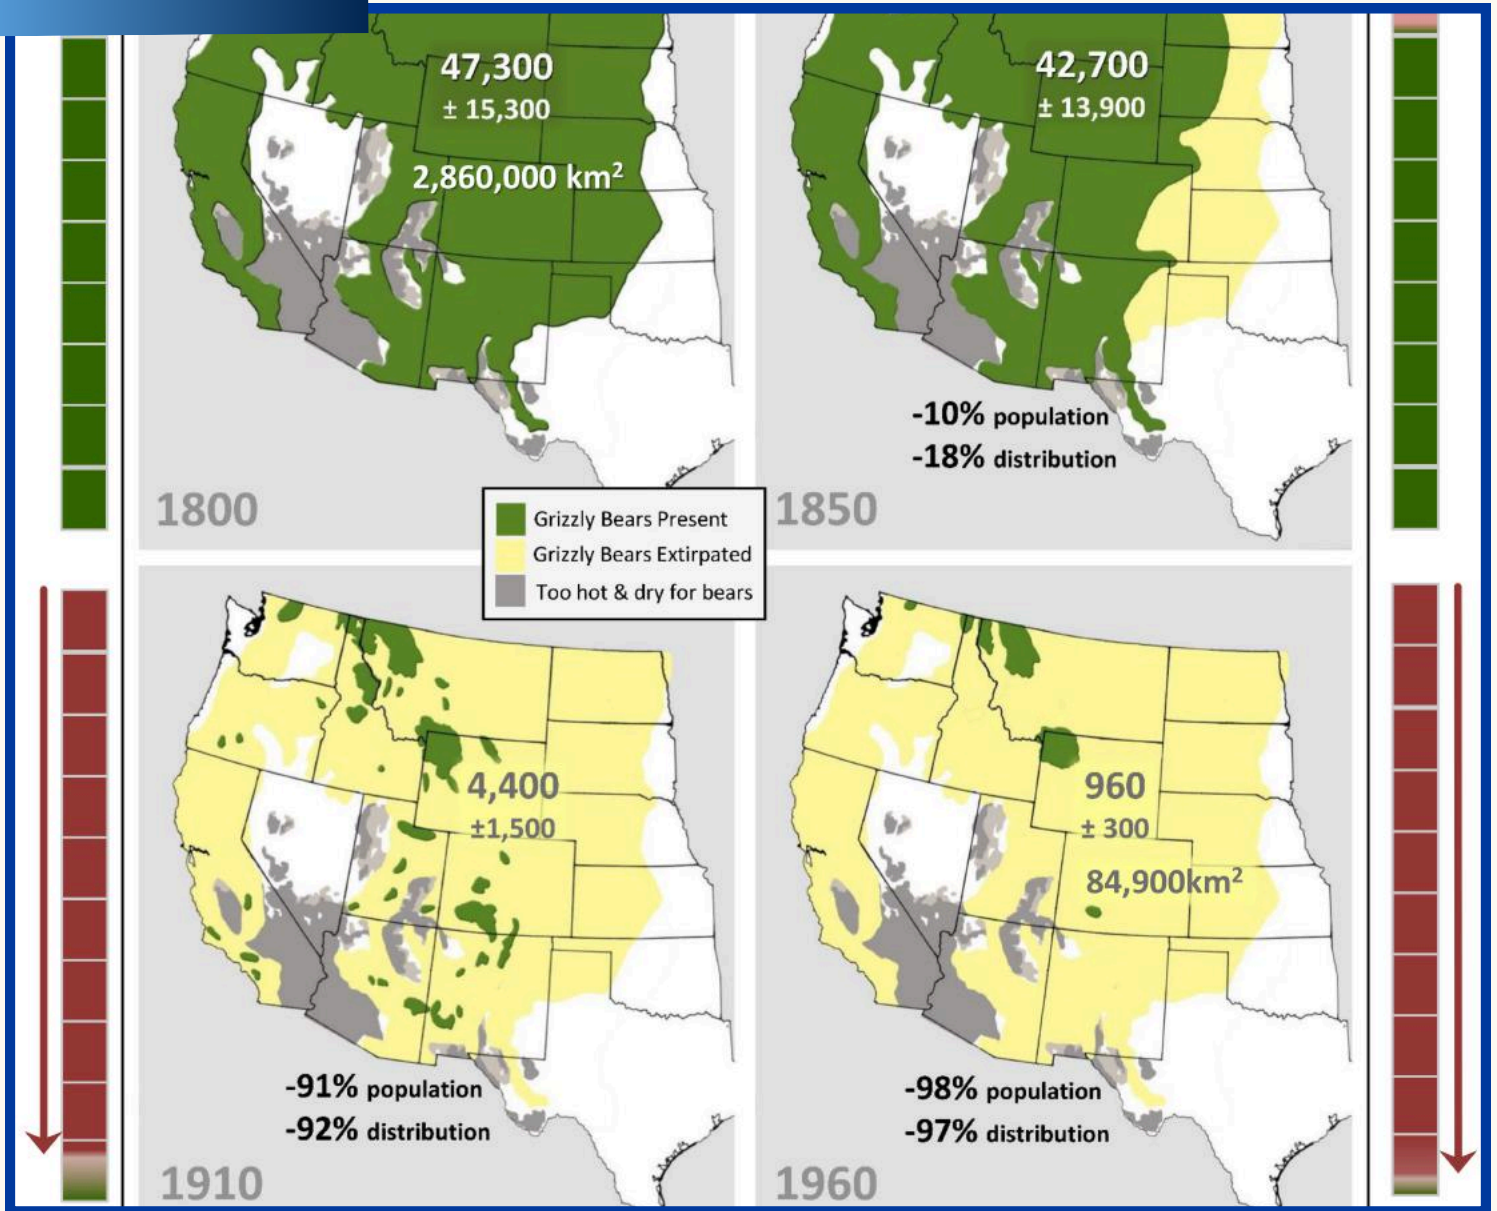 47,300
± 15,300
2,860,000 km²
1800
42,700
± 13,900
-10% population
-18% distribution
1850
Grizzly Bears Present
Grizzly Bears Extirpated
Too hot & dry for bears
4,400
±1,500
-91% population
-92% distribution
1910
960
± 300
84,900km²
-98% population
-97% distribution
1960